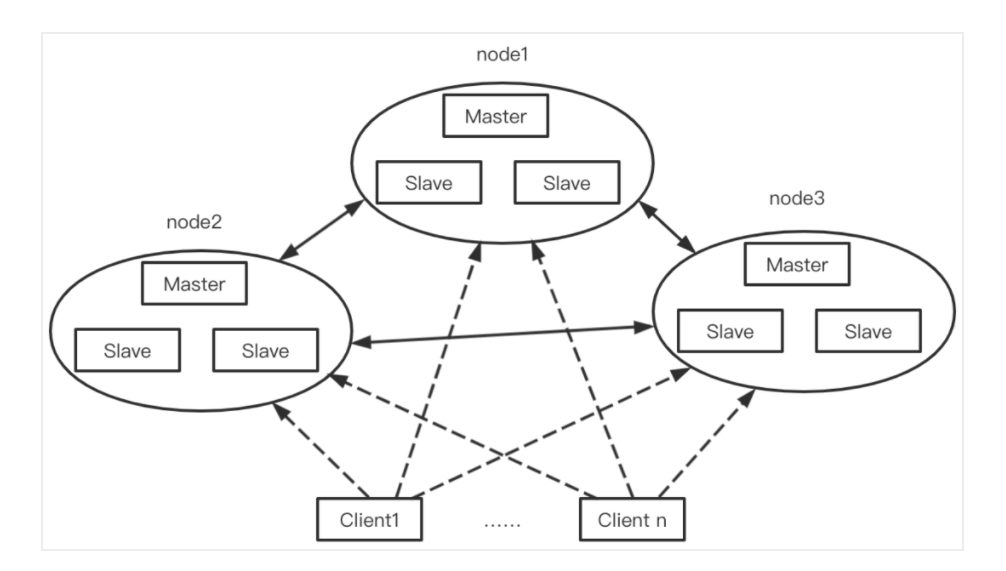 node1
Master
Slave
Slave
node2
Master
Slave
Slave
node3
Master
Slave
Slave
Client1
......
Client n